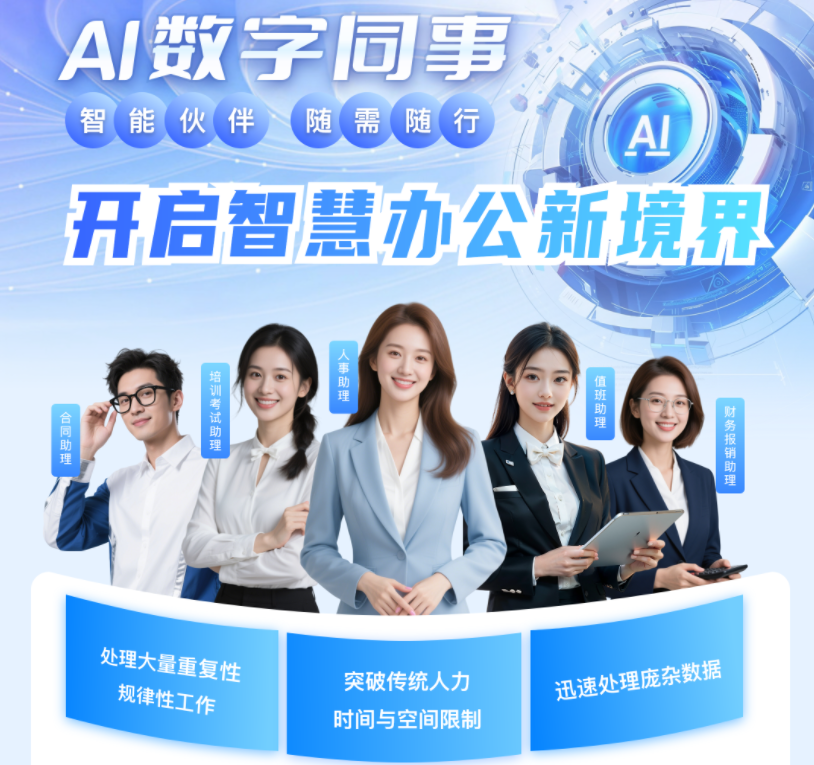 AI数字同事
智能伙伴 随需随行
AI
开启智慧办公新境界
合同助理
培训考试助理
人事助理
值班助理
财务报销助理
处理大量重复性
规律性工作
突破传统人力
时间与空间限制
迅速处理庞杂数据